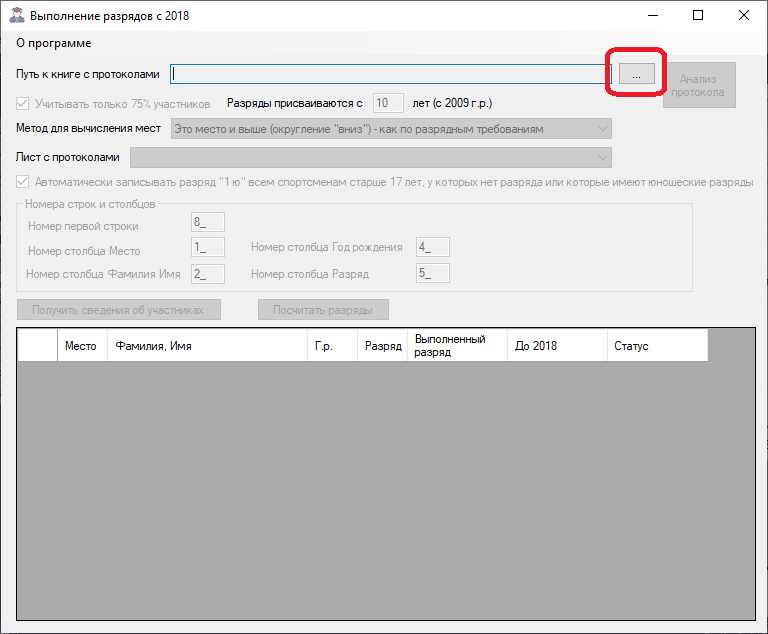 Выполнение разрядов с 2018
О программе
Путь к книге с протоколами
...
Анализ
протокола
Учитывать только 75% участников
Разряды присваиваются с 10 лет (с 2009 г.р.)
Метод для вычисления мест
Это место и выше (округление "вниз") - как по разрядным требованиям
Лист с протоколами
Автоматически записывать разряд "1 ю" всем спортсменам старше 17 лет, у которых нет разряда или которые имеют юношеские разряды
Номера строк и столбцов
Номер первой строки 8_
Номер столбца Место 1_
Номер столбца Год рождения 4_
Номер столбца Фамилия Имя 2_
Номер столбца Разряд 5_
Получить сведения об участниках
Посчитать разряды
Место
Фамилия, Имя
Г.р.
Разряд
Выполненный
разряд
До 2018
Статус